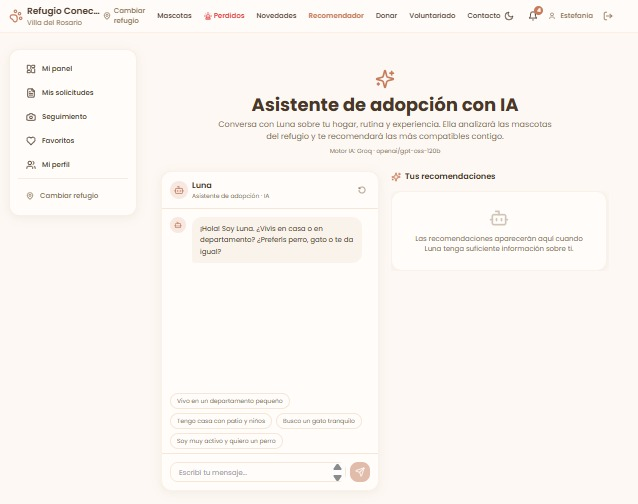 Refugio Conec...
Villa del Rosario
Cambiar
refugio
Mascotas
Perdidos
Novedades
Recomendador
Donar
Voluntariado
Contacto
Estefania
Mi panel
Mis solicitudes
Seguimiento
Favoritos
Mi perfil
Cambiar refugio
Asistente de adopción con IA
Conversa con Luna sobre tu hogar, rutina y experiencia. Ella analizará las mascotas
del refugio y te recomendará las más compatibles contigo.
Motor IA: Groq · openai/gpt-oss-120b
Luna
Asistente de adopción · IA
¡Hola! Soy Luna. ¿Vivís en casa o en
departamento? ¿Preferís perro, gato o te da
igual?
Vivo en un departamento pequeño
Tengo casa con patio y niños
Busco un gato tranquilo
Soy muy activo y quiero un perro
Escribí tu mensaje...
Tus recomendaciones
Las recomendaciones aparecerán aquí cuando
Luna tenga suficiente información sobre ti.